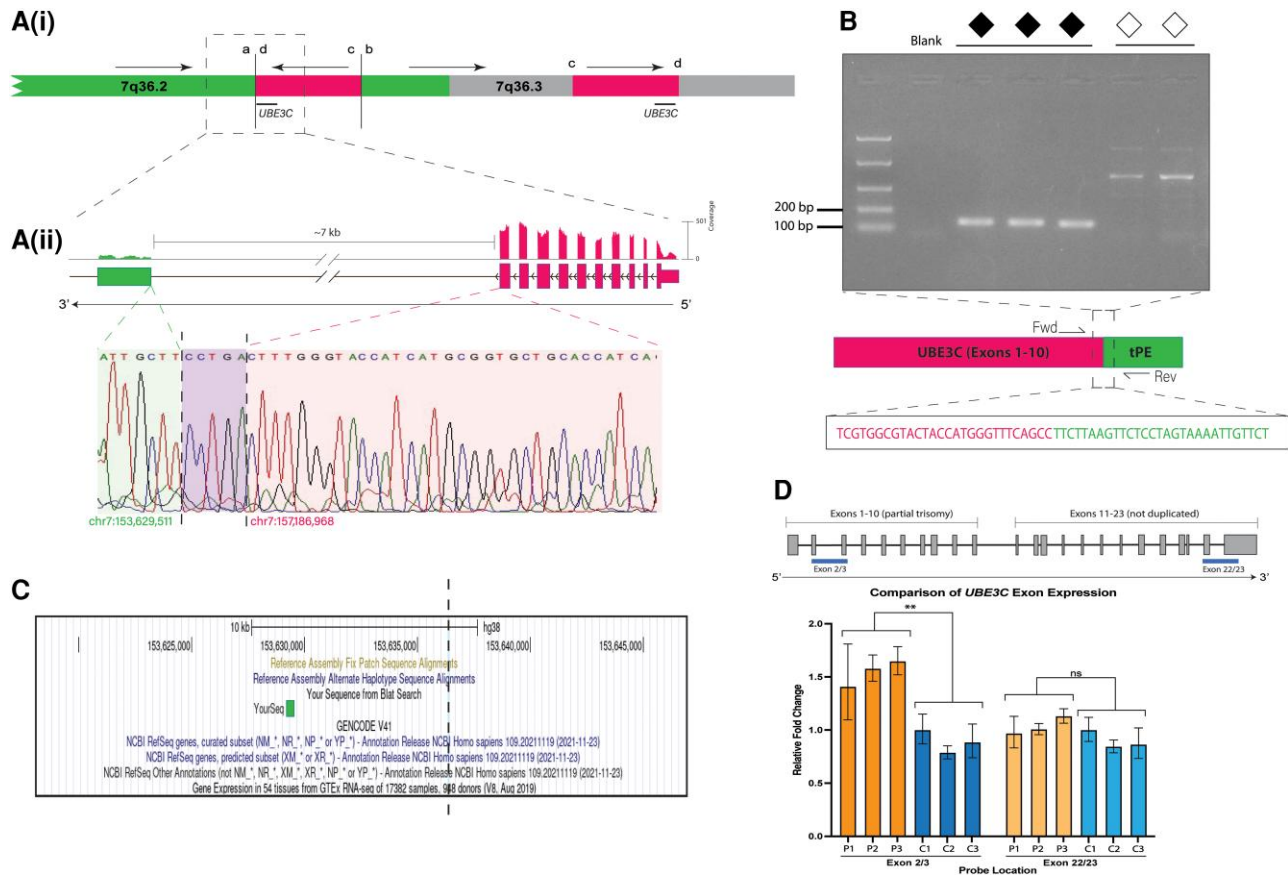 A(i)
a d c b c d
7q36.2
7q36.3
UBE3C
UBE3C
A(ii)
~7 kb
501
0
Coverage
3'
5'
ATTGCTTCCTGACTTTGGGTACCATCATGCGGTGCTGCACCATCA
chr7:153,629,511
chr7:157,186,968
B
Blank
200 bp
100 bp
Fwd
UBE3C (Exons 1-10)
tPE
Rev
TCGTGGCGTACTACCATGGGTTTCAGCCTTCTTAAGTTCTCCTAGTAAAATTGTTCT
C
10 kb
hg38
153,625,000
153,630,000
153,635,000
153,640,000
153,645,000
Reference Assembly Fix Patch Sequence Alignments
Reference Assembly Alternate Haplotype Sequence Alignments
Your Sequence from Blat Search
YourSeq
GENCODE V41
NCBI RefSeq genes, curated subset (NM_*, NR_*, NP_* or YP_*) - Annotation Release NCBI Homo sapiens 109.20211119 (2021-11-23)
NCBI RefSeq genes, predicted subset (XM_* or XR_*) - Annotation Release NCBI Homo sapiens 109.20211119 (2021-11-23)
NCBI RefSeq Other Annotations (not NM_*, NR_*, XM_*, XR_*, NP_* or YP_*) - Annotation Release NCBI Homo sapiens 109.20211119 (2021-11-23)
Gene Expression in 54 tissues from GTEx RNA-seq of 17382 samples, 948 donors (V8, Aug 2019)
D
Exons 1-10 (partial trisomy)
Exons 11-23 (not duplicated)
Exon 2/3
Exon 22/23
5'
3'
Comparison of UBE3C Exon Expression
**
ns
Relative Fold Change
2.0
1.5
1.0
0.5
0.0
P1 P2 P3 C1 C2 C3 P1 P2 P3 C1 C2 C3
Exon 2/3
Exon 22/23
Probe Location